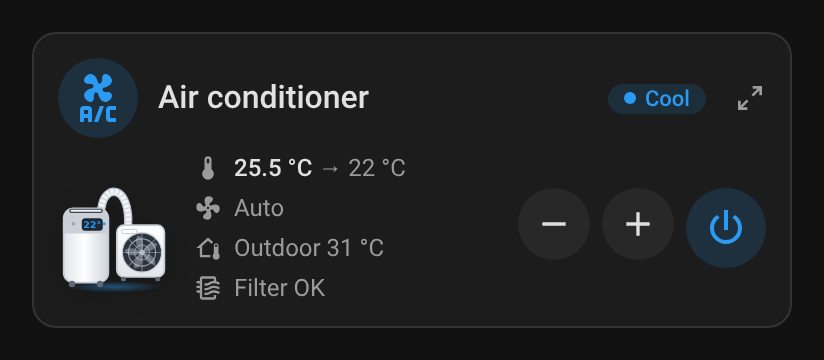 A/C
Air conditioner
Cool
25.5 °C → 22 °C
Auto
Outdoor 31 °C
Filter OK
22°